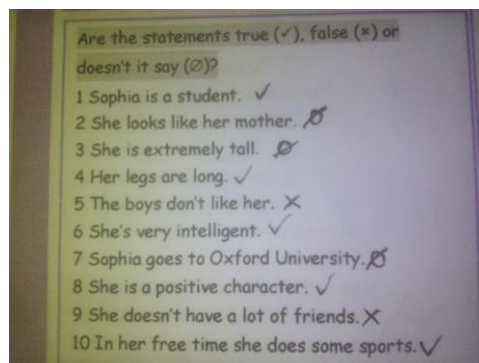 Are the statements true (✓), false (×) or
doesn't it say (∅)?
1 Sophia is a student. ✓
2 She looks like her mother. ∅
3 She is extremely tall. ∅
4 Her legs are long. ✓
5 The boys don't like her. ×
6 She's very intelligent. ✓
7 Sophia goes to Oxford University. ∅
8 She is a positive character. ✓
9 She doesn't have a lot of friends. ×
10 In her free time she does some sports. ✓